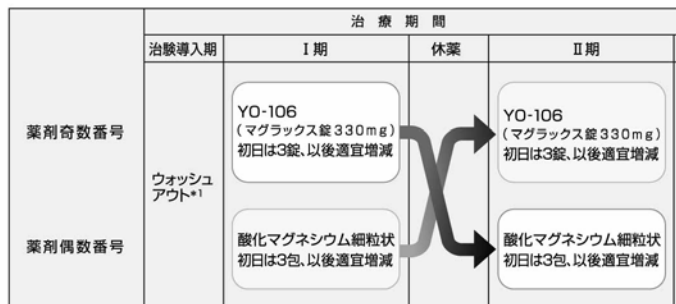 治療期間
治験導入期 Ⅰ期 休薬 Ⅱ期
薬剤奇数番号
YO-106
(マグラックス錠330mg)
初日は3錠、以後適宜増減
YO-106
(マグラックス錠330mg)
初日は3錠、以後適宜増減
ウォッシュ
アウト*1
薬剤偶数番号
酸化マグネシウム細粒状
初日は3包、以後適宜増減
酸化マグネシウム細粒状
初日は3包、以後適宜増減